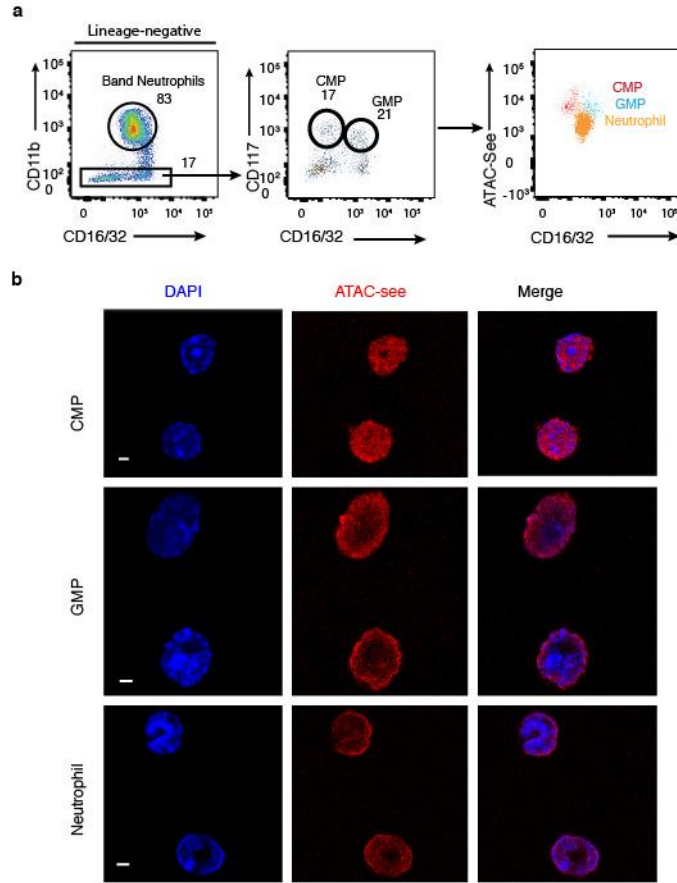 a
Lineage-negative
Band Neutrophils
83
17
10⁵
10⁴
10³
10²
0
CD11b
0 10³ 10⁴ 10⁵
CD16/32
CMP
17
GMP
21
10⁵
10⁴
10³
10²
0
CD117
0 10³ 10⁴ 10⁵
CD16/32
CMP
GMP
Neutrophil
10⁵
10⁴
10³
0
-10³
ATAC-See
0 10³ 10⁴ 10⁵
CD16/32
b
DAPI ATAC-see Merge
CMP
GMP
Neutrophil